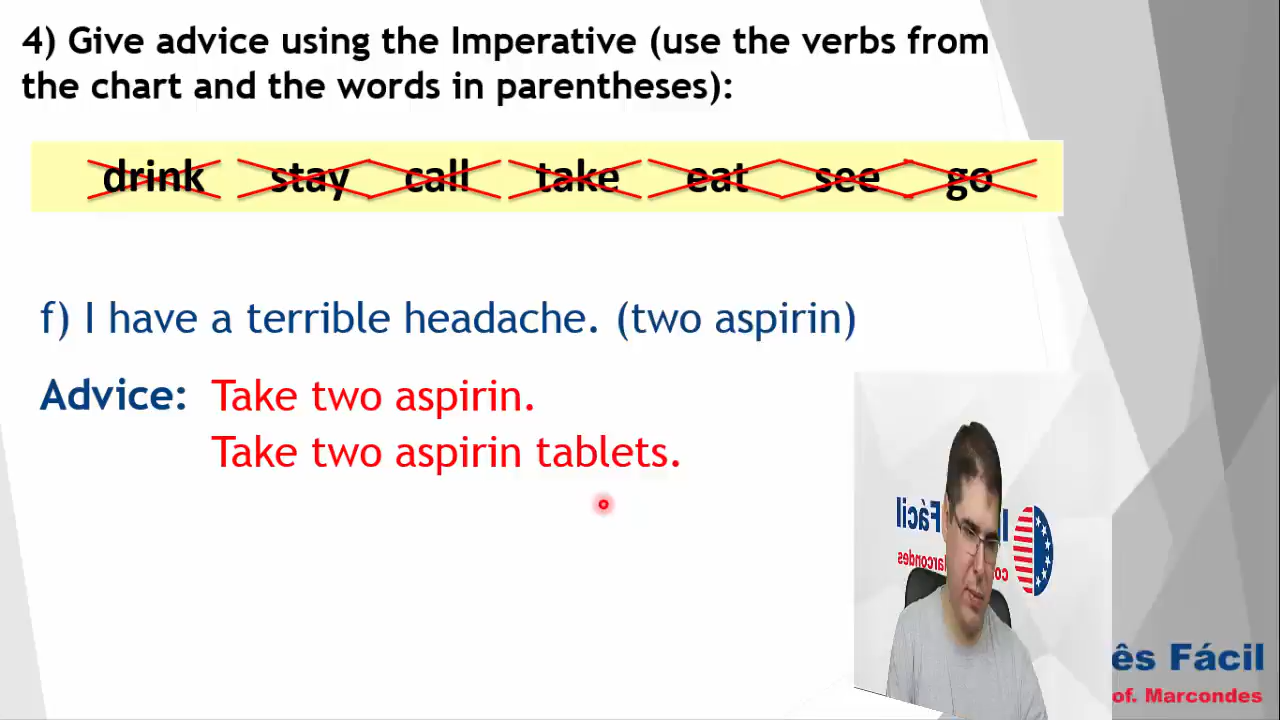 4) Give advice using the Imperative (use the verbs from
the chart and the words in parentheses):
drink stay call take eat see go
f) I have a terrible headache. (two aspirin)
Advice: Take two aspirin.
Take two aspirin tablets.
Fácil
ês Fácil
of. Marcondes